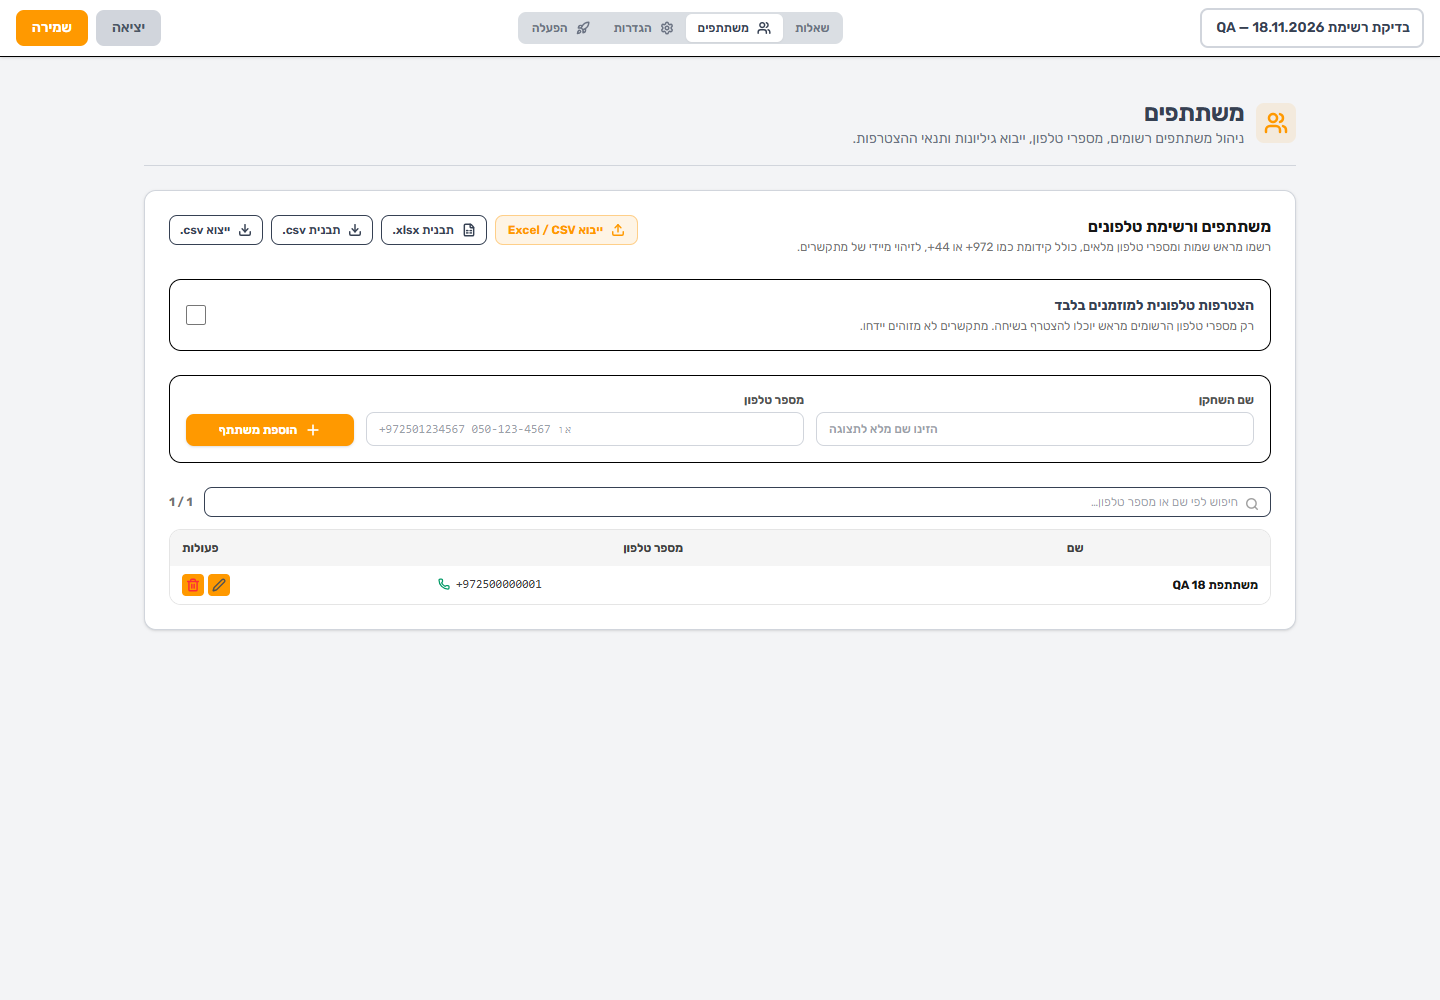 בדיקת רשימת QA – 18.11.2026
שאלות
משתתפים
הגדרות
הפעלה
יציאה
שמירה
משתתפים
ניהול משתתפים רשומים, מספרי טלפון, ייבוא גיליונות ותנאי ההצטרפות.
משתתפים ורשימת טלפונים
רשמו מראש שמות ומספרי טלפון מלאים, כולל קידומת כמו 972+ או 44+, לזיהוי מיידי של מתקשרים.
ייבוא Excel / CSV
תבנית xlsx.
תבנית csv.
ייצוא csv.
הצטרפות טלפונית למוזמנים בלבד
רק מספרי טלפון הרשומים מראש יוכלו להצטרף בשיחה. מתקשרים לא מזוהים יידחו.
שם השחקן
הזינו שם מלא לתצוגה
מספר טלפון
+972501234567 050-123-4567 או
הוספת משתתף
חיפוש לפי שם או מספר טלפון...
1 / 1
שם
מספר טלפון
פעולות
משתתפת QA 18
+972500000001